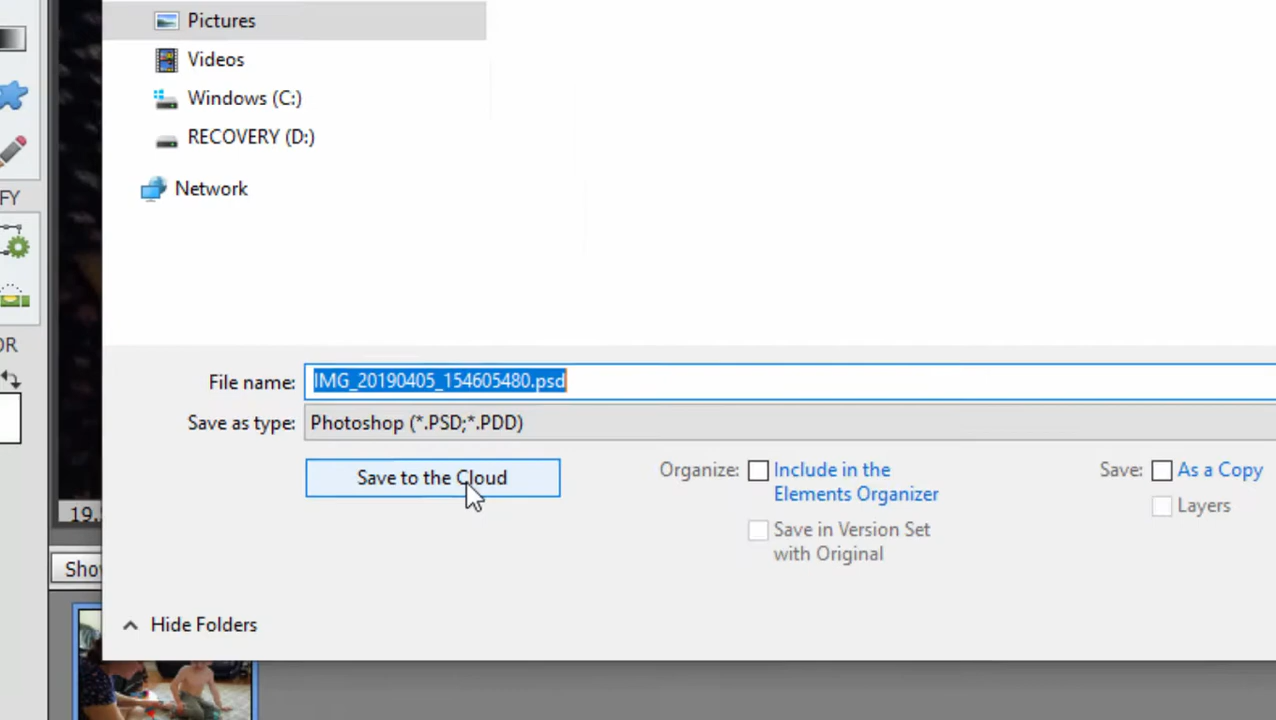 Pictures
Videos
Windows (C:)
RECOVERY (D:)
Network
FY
OR
File name: IMG_20190405_154605480.psd
Save as type: Photoshop (*.PSD;*.PDD)
Save to the Cloud
Organize: Include in the
Elements Organizer
Save in Version Set
with Original
Save: As a Copy
Layers
19.
Sho
Hide Folders